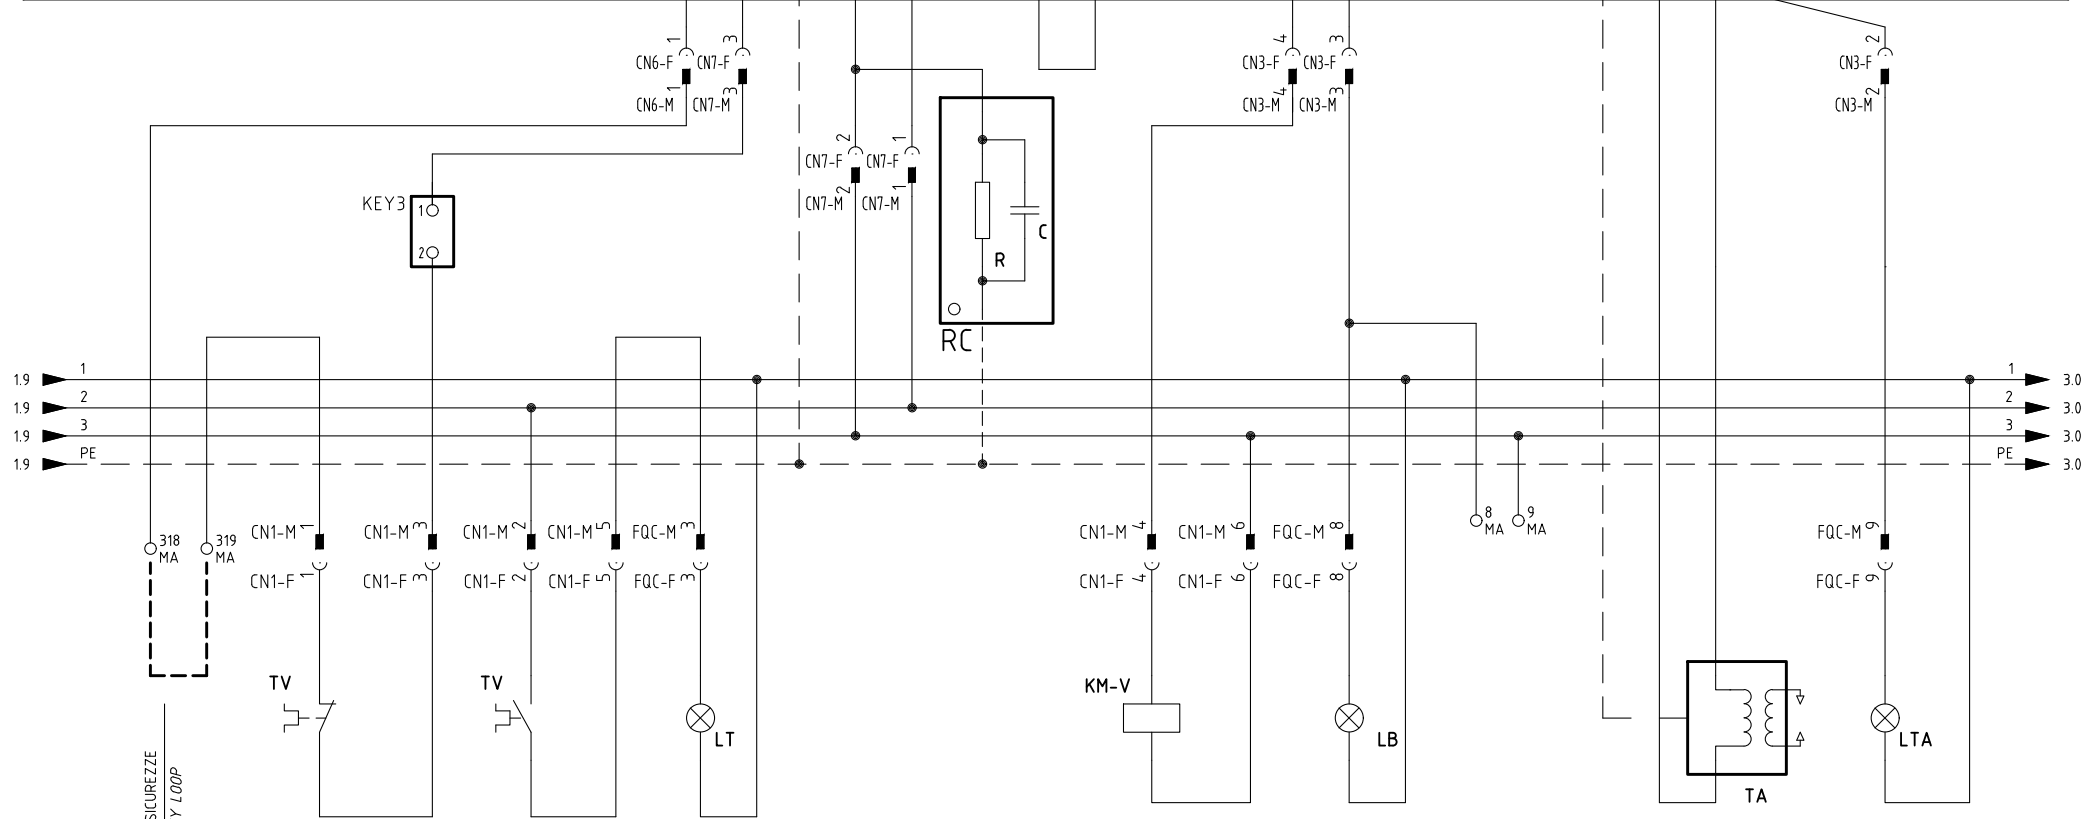 1 3 4 3 2
CN6-F CN7-F CN3-F CN3-F CN3-F
1 3 4 3 2
CN6-M CN7-M CN3-M CN3-M CN3-M
2 1
CN7-F CN7-F
2 1
CN7-M CN7-M
KEY3 1
2
C
R
RC
1.9 1 1 3.0
1.9 2 2 3.0
1.9 3 3 3.0
1.9 PE PE 3.0
8 9
MA MA
318 319
MA MA
CN1-M 1 CN1-M 3 CN1-M 2 CN1-M 5 FQC-M 3 CN1-M 4 CN1-M 6 FQC-M 8 FQC-M 9
CN1-F 1 CN1-F 3 CN1-F 2 CN1-F 5 FQC-F 3 CN1-F 4 CN1-F 6 FQC-F 8 FQC-F 9
TV TV KM-V
LT LB LTA
TA
SICUREZZE
Y LOOP